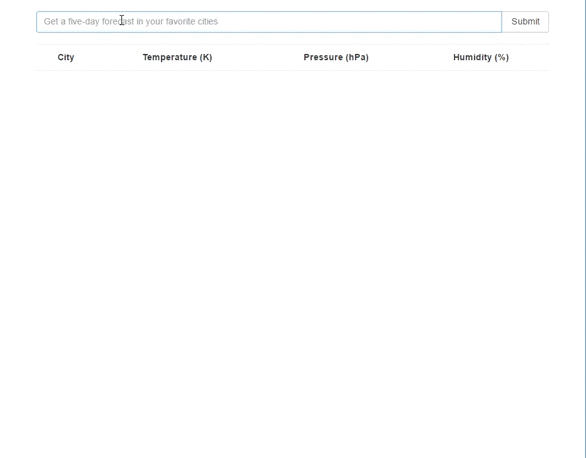 Get a five-day forecast in your favorite cities Submit
City Temperature (K) Pressure (hPa) Humidity (%)